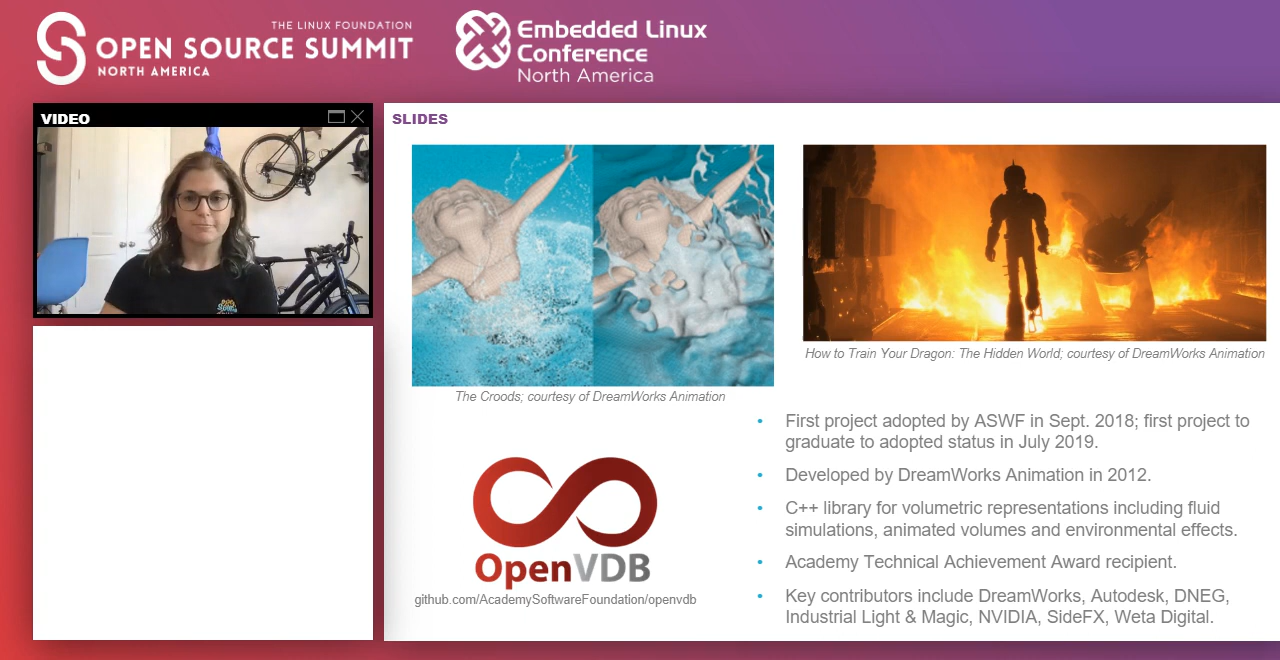 THE LINUX FOUNDATION
OPEN SOURCE SUMMIT
NORTH AMERICA
Embedded Linux
Conference
North America
VIDEO
SLIDES
The Croods; courtesy of DreamWorks Animation
How to Train Your Dragon: The Hidden World; courtesy of DreamWorks Animation
OpenVDB
github.com/AcademySoftwareFoundation/openvdb
• First project adopted by ASWF in Sept. 2018; first project to
graduate to adopted status in July 2019.
• Developed by DreamWorks Animation in 2012.
• C++ library for volumetric representations including fluid
simulations, animated volumes and environmental effects.
• Academy Technical Achievement Award recipient.
• Key contributors include DreamWorks, Autodesk, DNEG,
Industrial Light & Magic, NVIDIA, SideFX, Weta Digital.